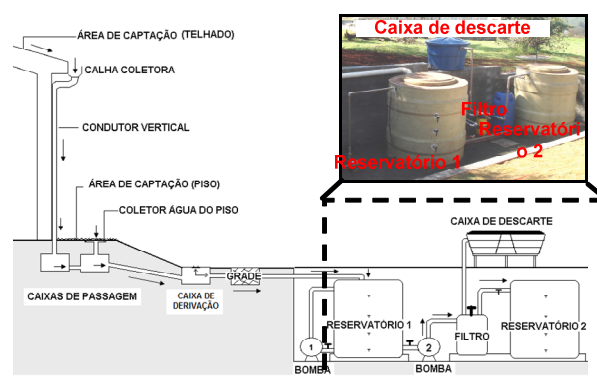 ÁREA DE CAPTAÇÃO (TELHADO)
CALHA COLETORA
CONDUTOR VERTICAL
ÁREA DE CAPTAÇÃO (PISO)
COLETOR ÁGUA DO PISO
CAIXAS DE PASSAGEM
CAIXA DE
DERIVAÇÃO
GRADE
Caixa de descarte
Filtro
Reservatório 1
Reservatóri
o 2
CAIXA DE DESCARTE
RESERVATÓRIO 1
1
BOMBA
2
BOMBA
FILTRO
RESERVATÓRIO 2